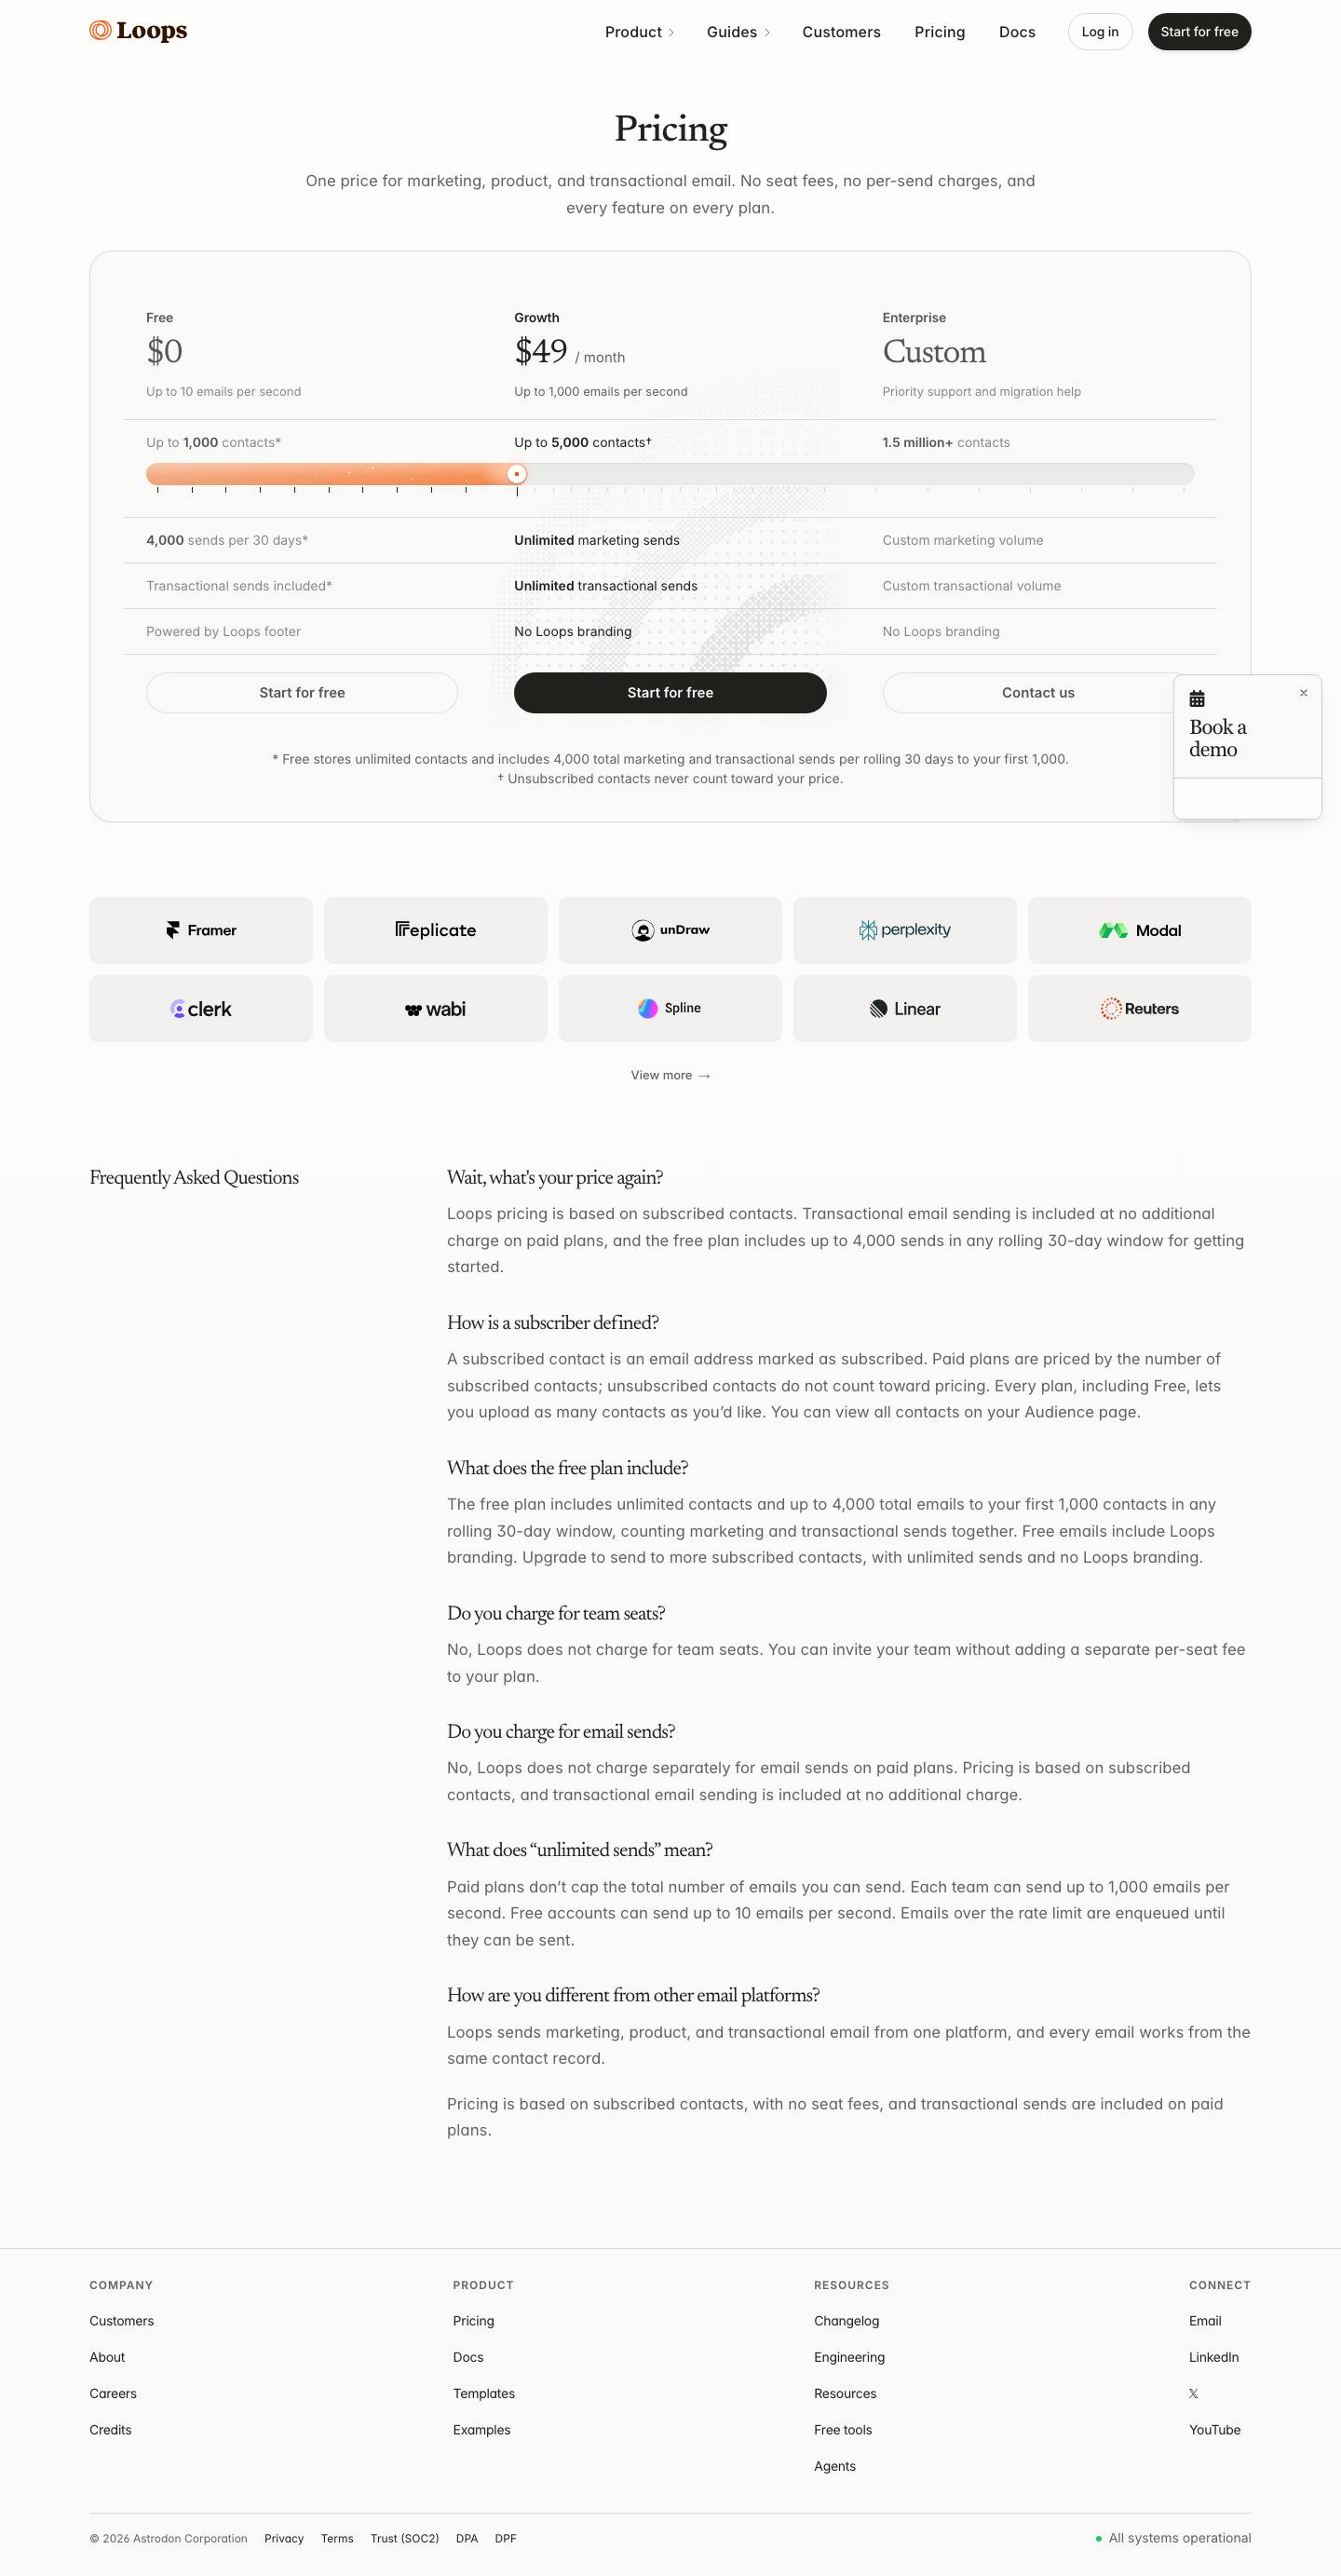 Loops
Product
Guides
Customers
Pricing
Docs
Log in
Start for free
Pricing
One price for marketing, product, and transactional email. No seat fees, no per-send charges, and
every feature on every plan.
Free
Growth
Enterprise
$0
$49 / month
Custom
Up to 10 emails per second
Up to 1,000 emails per second
Priority support and migration help
Up to 1,000 contacts*
Up to 5,000 contacts†
1.5 million+ contacts
4,000 sends per 30 days*
Unlimited marketing sends
Custom marketing volume
Transactional sends included*
Unlimited transactional sends
Custom transactional volume
Powered by Loops footer
No Loops branding
No Loops branding
Start for free
Start for free
Contact us
Book a
demo
* Free stores unlimited contacts and includes 4,000 total marketing and transactional sends per rolling 30 days to your first 1,000.
† Unsubscribed contacts never count toward your price.
Framer
Replicate
unDraw
perplexity
Modal
clerk
wabi
Spline
Linear
Reuters
View more →
Frequently Asked Questions
Wait, what's your price again?
Loops pricing is based on subscribed contacts. Transactional email sending is included at no additional
charge on paid plans, and the free plan includes up to 4,000 sends in any rolling 30-day window for getting
started.
How is a subscriber defined?
A subscribed contact is an email address marked as subscribed. Paid plans are priced by the number of
subscribed contacts; unsubscribed contacts do not count toward pricing. Every plan, including Free, lets
you upload as many contacts as you’d like. You can view all contacts on your Audience page.
What does the free plan include?
The free plan includes unlimited contacts and up to 4,000 total emails to your first 1,000 contacts in any
rolling 30-day window, counting marketing and transactional sends together. Free emails include Loops
branding. Upgrade to send to more subscribed contacts, with unlimited sends and no Loops branding.
Do you charge for team seats?
No, Loops does not charge for team seats. You can invite your team without adding a separate per-seat fee
to your plan.
Do you charge for email sends?
No, Loops does not charge separately for email sends on paid plans. Pricing is based on subscribed
contacts, and transactional email sending is included at no additional charge.
What does “unlimited sends” mean?
Paid plans don’t cap the total number of emails you can send. Each team can send up to 1,000 emails per
second. Free accounts can send up to 10 emails per second. Emails over the rate limit are enqueued until
they can be sent.
How are you different from other email platforms?
Loops sends marketing, product, and transactional email from one platform, and every email works from the
same contact record.
Pricing is based on subscribed contacts, with no seat fees, and transactional sends are included on paid
plans.
COMPANY
Customers
About
Careers
Credits
PRODUCT
Pricing
Docs
Templates
Examples
RESOURCES
Changelog
Engineering
Resources
Free tools
Agents
CONNECT
Email
LinkedIn
𝕏
YouTube
© 2026 Astrodon Corporation
Privacy
Terms
Trust (SOC2)
DPA
DPF
All systems operational